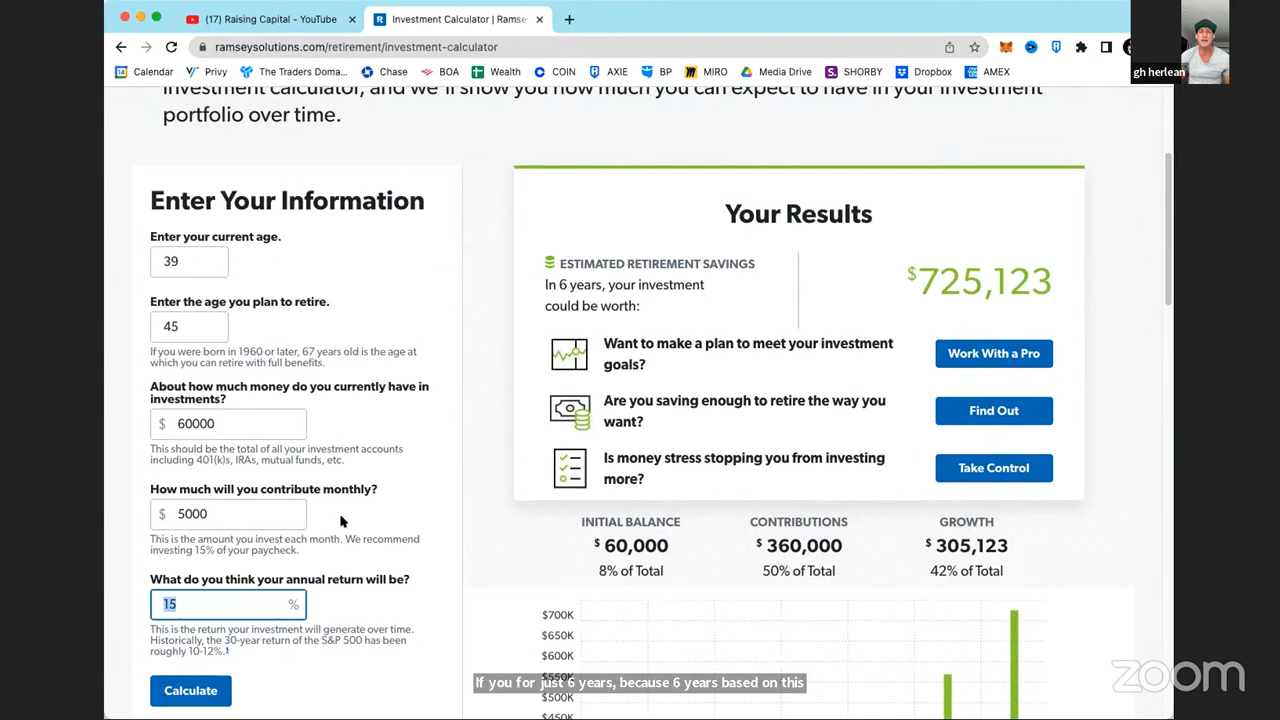 (17) Raising Capital - YouTube
Investment Calculator | Ramse
ramseysolutions.com/retirement/investment-calculator
Calendar
Privy
The Traders Doma...
Chase
BOA
Wealth
COIN
AXIE
BP
MIRO
Media Drive
SHORBY
Dropbox
AMEX
gh herlean
investment calculator, and we'll show you how much you can expect to have in your investment
portfolio over time.
Enter Your Information
Enter your current age.
39
Enter the age you plan to retire.
45
If you were born in 1960 or later, 67 years old is the age at
which you can retire with full benefits.
About how much money do you currently have in
investments?
$ 60000
This should be the total of all your investment accounts
including 401(k)s, IRAs, mutual funds, etc.
How much will you contribute monthly?
$ 5000
This is the amount you invest each month. We recommend
investing 15% of your paycheck.
What do you think your annual return will be?
15 %
This is the return your investment will generate over time.
Historically, the 30-year return of the S&P 500 has been
roughly 10-12%.1
Calculate
Your Results
ESTIMATED RETIREMENT SAVINGS
In 6 years, your investment
could be worth:
$725,123
Want to make a plan to meet your investment
goals?
Work With a Pro
Are you saving enough to retire the way you
want?
Find Out
Is money stress stopping you from investing
more?
Take Control
INITIAL BALANCE
$ 60,000
8% of Total
CONTRIBUTIONS
$ 360,000
50% of Total
GROWTH
$ 305,123
42% of Total
$700K
$650K
$600K
$500K
$450K
If you for just 6 years, because 6 years based on this
zoom